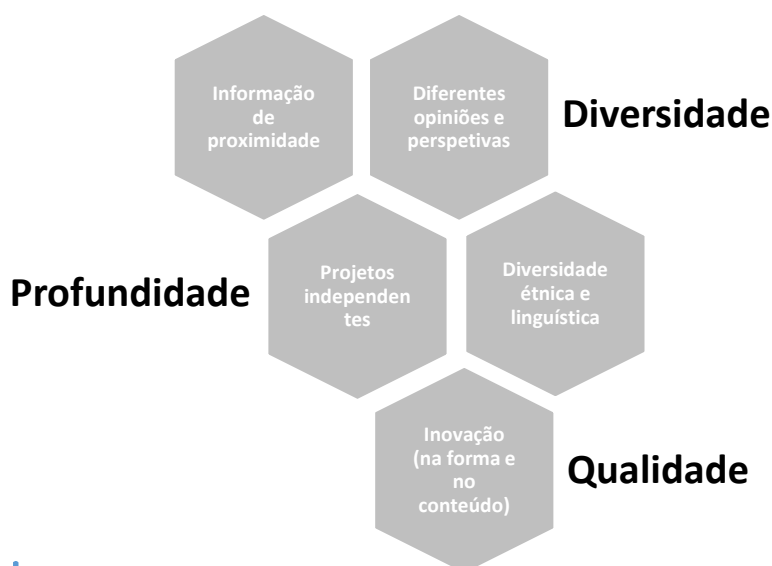 Informação
de
proximidade
Diferentes
opiniões e
perspetivas
Diversidade
Profundidade
Projetos
independen
tes
Diversidade
étnica e
linguística
Inovação
(na forma e
no
conteúdo)
Qualidade